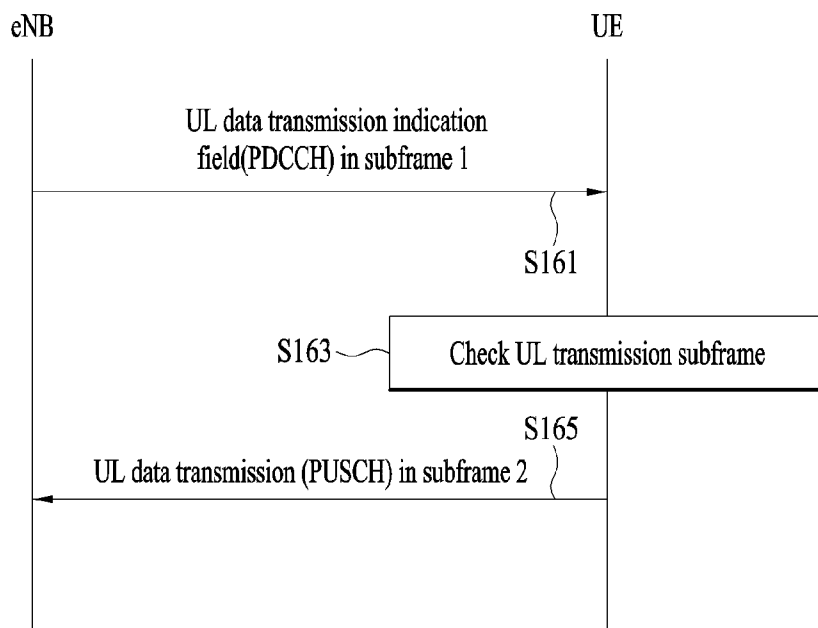 eNB
UE
UL data transmission indication
field(PDCCH) in subframe 1
S161
S163
Check UL transmission subframe
S165
UL data transmission (PUSCH) in subframe 2